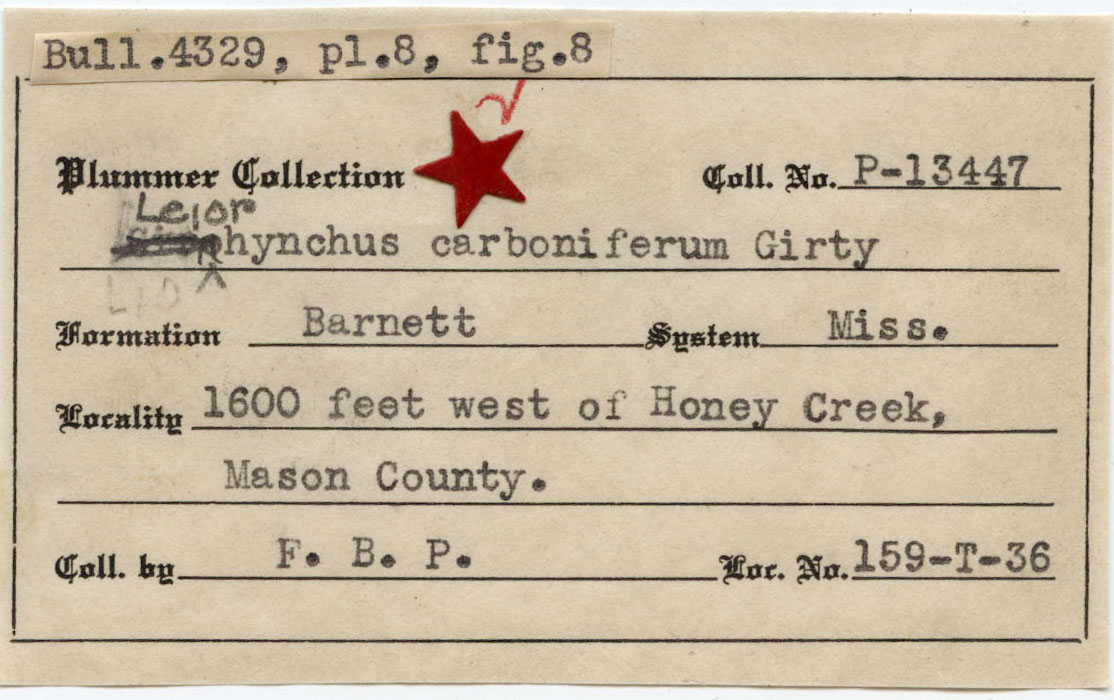 Bull.4329, pl.8, fig.8
Plummer Collection Coll. No. P-13447
Leior
hynchus carboniferum Girty
Formation Barnett System Miss.
Locality 1600 feet west of Honey Creek,
Mason County.
Coll. by F. B. P. Loc. No. 159-T-36